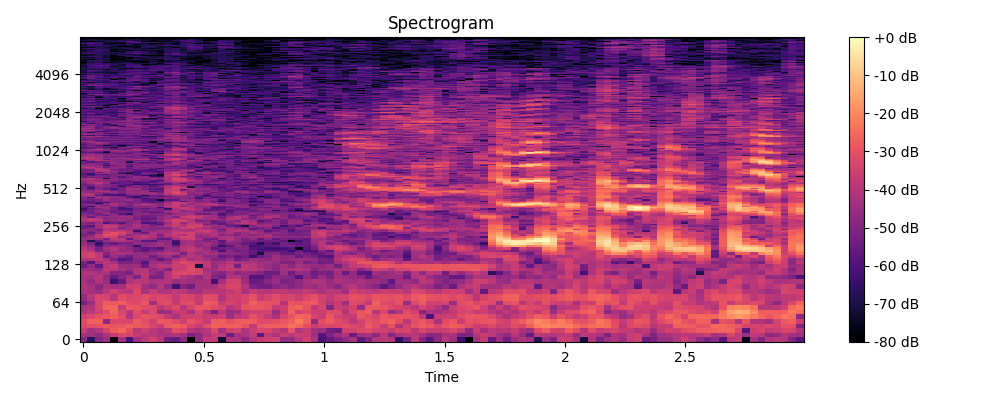 Spectrogram
+0 dB
4096
-10 dB
2048
-20 dB
1024
-30 dB
Hz
512
-40 dB
256
-50 dB
128
-60 dB
64
-70 dB
0
-80 dB
0
0.5
1
1.5
2
2.5
Time